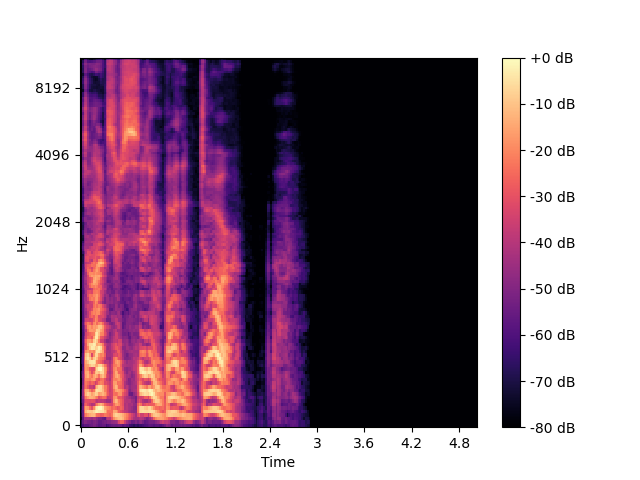 +0 dB
8192
-10 dB
4096
-20 dB
-30 dB
2048
Hz
-40 dB
1024
-50 dB
-60 dB
512
-70 dB
0
-80 dB
0 0.6 1.2 1.8 2.4 3 3.6 4.2 4.8
Time